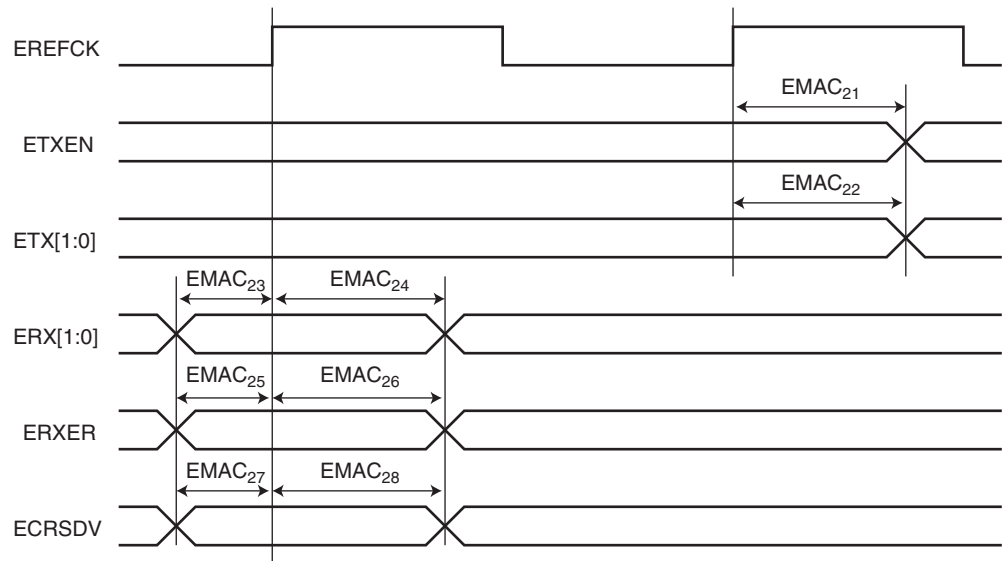 EREFCK
EMAC21
ETXEN
EMAC22
ETX[1:0]
EMAC23 EMAC24
ERX[1:0]
EMAC25 EMAC26
ERXER
EMAC27 EMAC28
ECRSDV